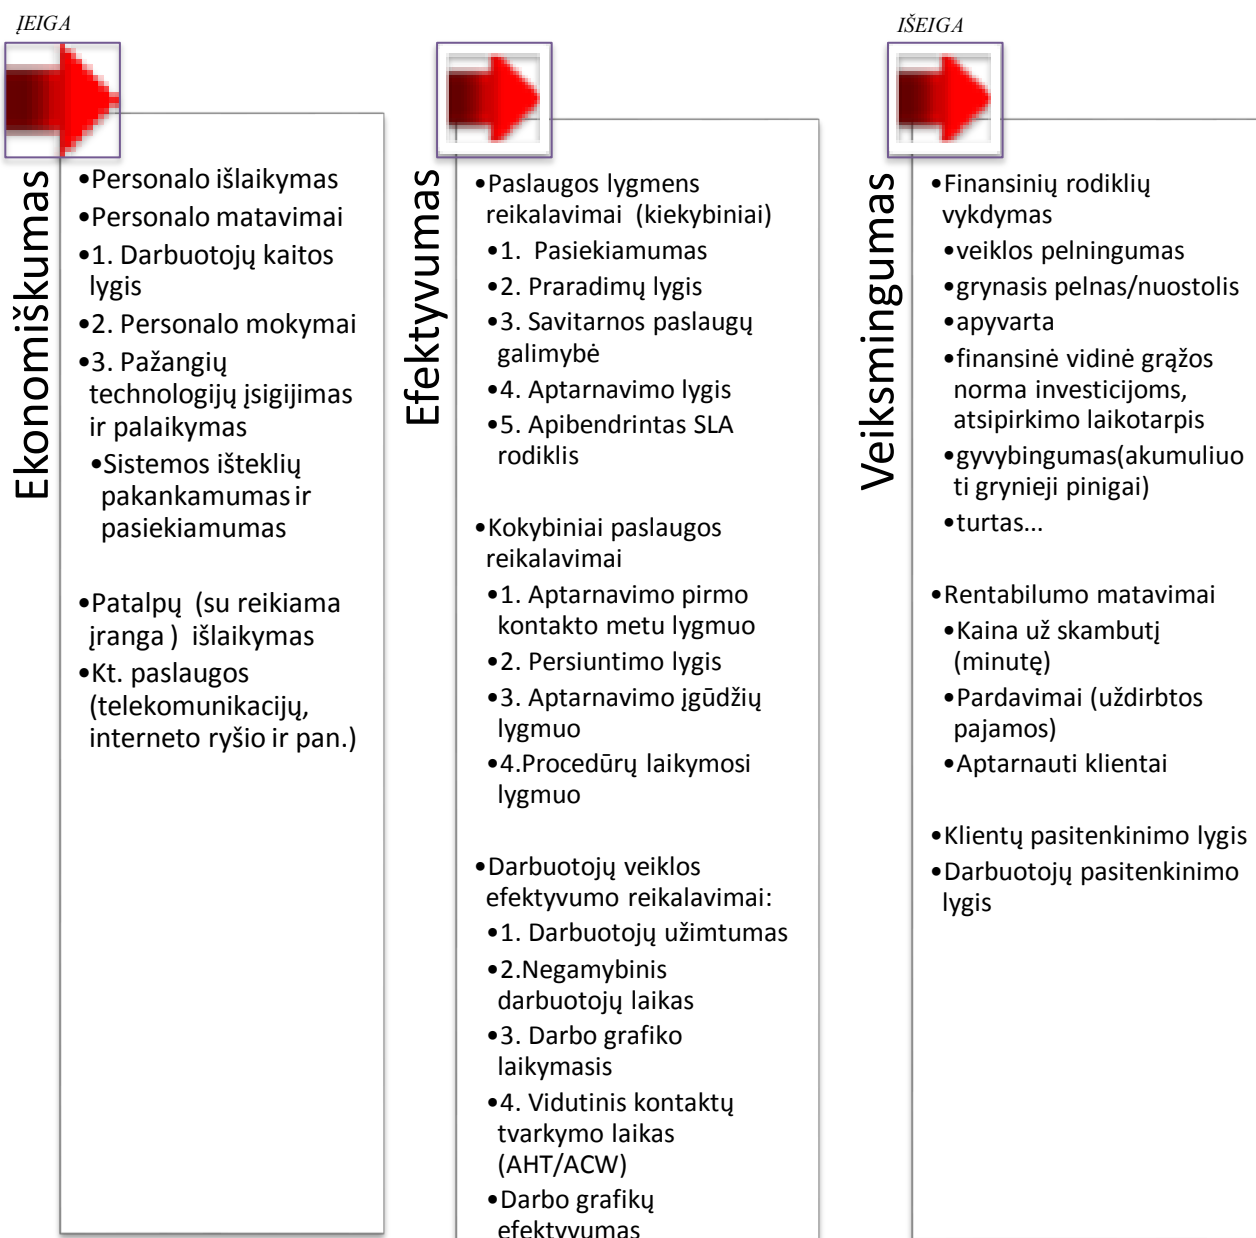 ĮEIGA
Ekonomiškumas
•Personalo išlaikymas
•Personalo matavimai
•1. Darbuotojų kaitos
lygis
•2. Personalo mokymai
•3. Pažangių
technologijų įsigijimas
ir palaikymas
•Sistemos išteklių
pakankamumas ir
pasiekiamumas
•Patalpų (su reikiama
įranga ) išlaikymas
•Kt. paslaugos
(telekomunikacijų,
interneto ryšio ir pan.)
Efektyvumas
•Paslaugos lygmens
reikalavimai (kiekybiniai)
•1. Pasiekiamumas
•2. Praradimų lygis
•3. Savitarnos paslaugų
galimybė
•4. Aptarnavimo lygis
•5. Apibendrintas SLA
rodiklis
•Kokybiniai paslaugos
reikalavimai
•1. Aptarnavimo pirmo
kontakto metu lygmuo
•2. Persiuntimo lygis
•3. Aptarnavimo įgūdžių
lygmuo
•4.Procedūrų laikymosi
lygmuo
•Darbuotojų veiklos
efektyvumo reikalavimai:
•1. Darbuotojų užimtumas
•2.Negamybinis
darbuotojų laikas
•3. Darbo grafiko
laikymasis
•4. Vidutinis kontaktų
tvarkymo laikas
(AHT/ACW)
•Darbo grafikų
efektyvumas
IŠEIGA
Veiksmingumas
•Finansinių rodiklių
vykdymas
•veiklos pelningumas
•grynasis pelnas/nuostolis
•apyvarta
•finansinė vidinė grąžos
norma investicijoms,
atsipirkimo laikotarpis
•gyvybingumas(akumuliuo
ti grynieji pinigai)
•turtas...
•Rentabilumo matavimai
•Kaina už skambutį
(minutę)
•Pardavimai (uždirbtos
pajamos)
•Aptarnauti klientai
•Klientų pasitenkinimo lygis
•Darbuotojų pasitenkinimo
lygis